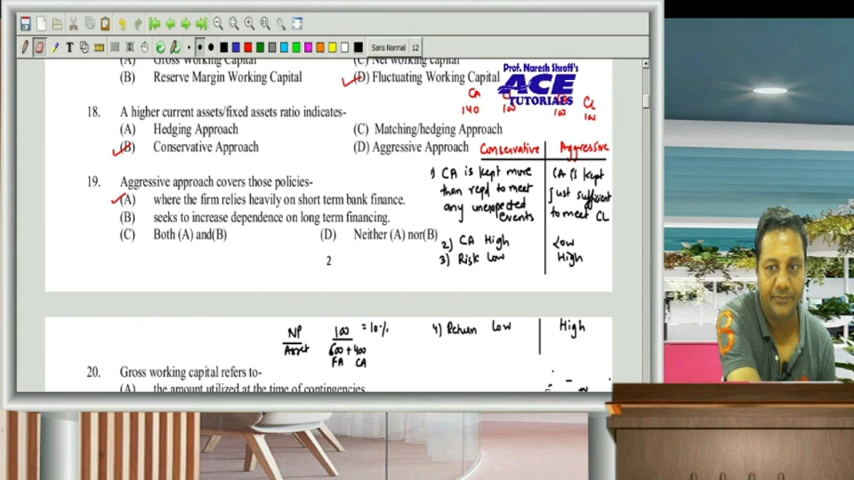 Sans Normal 12
(A) Gross Working Capital (C) Net Working Capital
(B) Reserve Margin Working Capital (D) Fluctuating Working Capital
Prof. Naresh Shroff's
ACE
TUTORIALS
CA CL
140 100 100 100
18. A higher current assets/fixed assets ratio indicates-
(A) Hedging Approach (C) Matching/hedging Approach
(B) Conservative Approach (D) Aggressive Approach
19. Aggressive approach covers those policies-
(A) where the firm relies heavily on short term bank finance.
(B) seeks to increase dependence on long term financing.
(C) Both (A) and(B) (D) Neither (A) nor(B)
2
Conservative Aggressive
1) CA is kept more CA is kept
than reqd to meet just sufficient
any unexpected to meet CL
events
2) CA High Low
3) Risk Low High
4) Return Low High
NP 100 = 10%
Asset 600 + 400
FA CA
20. Gross working capital refers to-
(A) the amount utilized at the time of contingencies